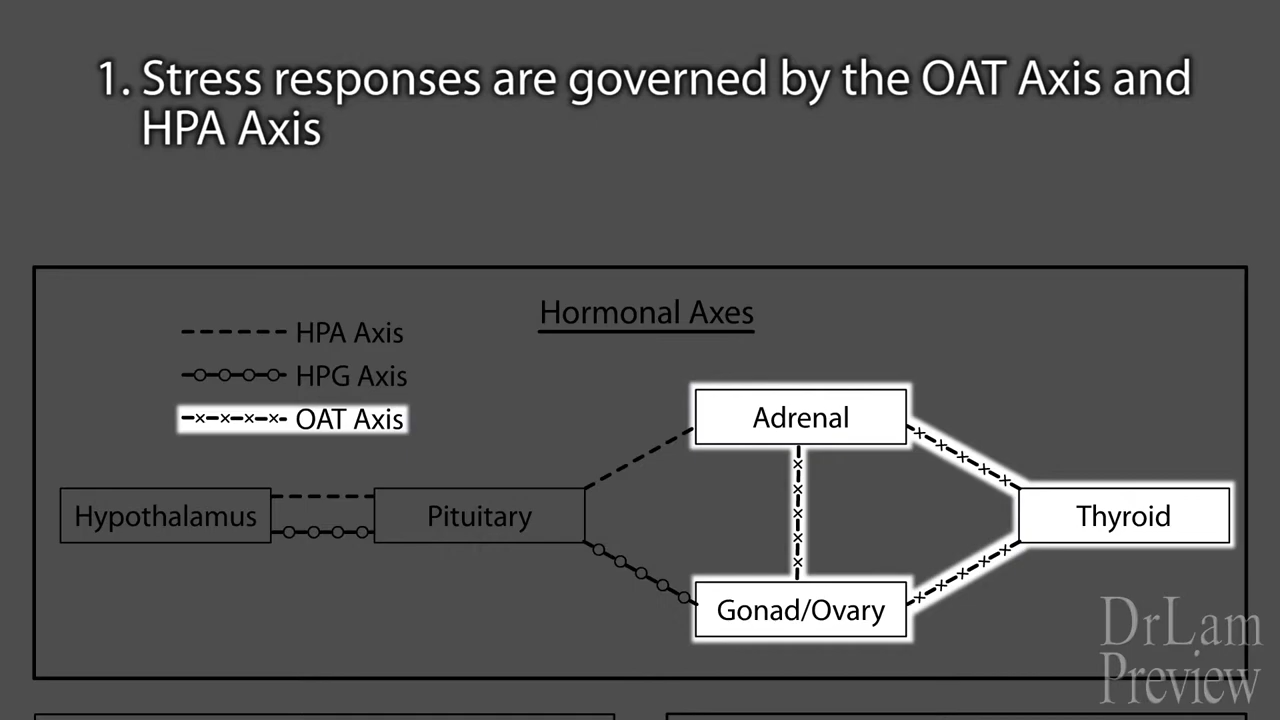 1. Stress responses are governed by the OAT Axis and
HPA Axis
Hormonal Axes
HPA Axis
HPG Axis
OAT Axis
Adrenal
Hypothalamus
Pituitary
Thyroid
Gonad/Ovary
DrLam
Preview